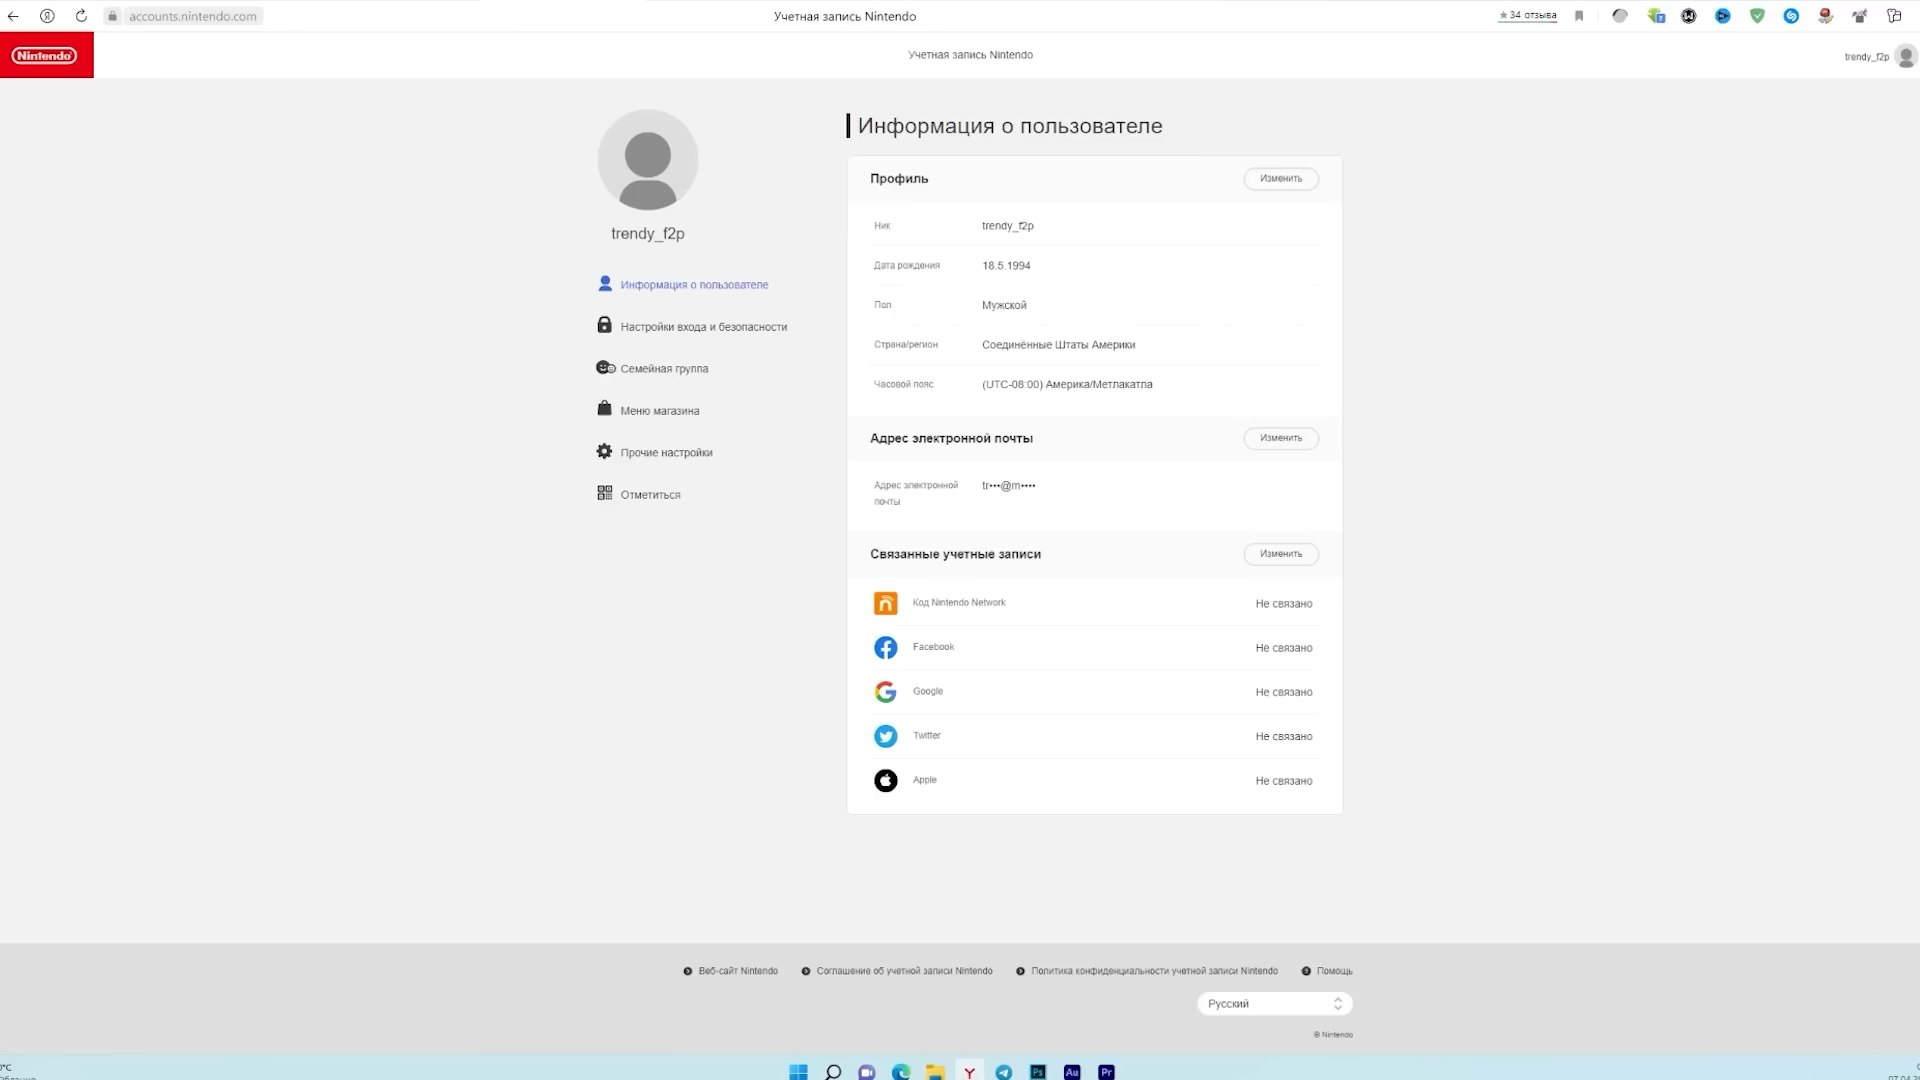 accounts.nintendo.com
Учетная запись Nintendo
★ 34 отзыва
Nintendo
Учетная запись Nintendo
trendy_f2p
trendy_f2p
Информация о пользователе
Настройки входа и безопасности
Семейная группа
Меню магазина
Прочие настройки
Отметиться
Информация о пользователе
Профиль
Изменить
Ник
trendy_f2p
Дата рождения
18.5.1994
Пол
Мужской
Страна/регион
Соединённые Штаты Америки
Часовой пояс
(UTC-08:00) Америка/Метлакатла
Адрес электронной почты
Изменить
Адрес электронной
почты
tr•••@m••••
Связанные учетные записи
Изменить
Код Nintendo Network
Не связано
Facebook
Не связано
Google
Не связано
Twitter
Не связано
Apple
Не связано
Веб-сайт Nintendo
Соглашение об учетной записи Nintendo
Политика конфиденциальности учетной записи Nintendo
Помощь
Русский
© Nintendo
Ps
Au
Pr